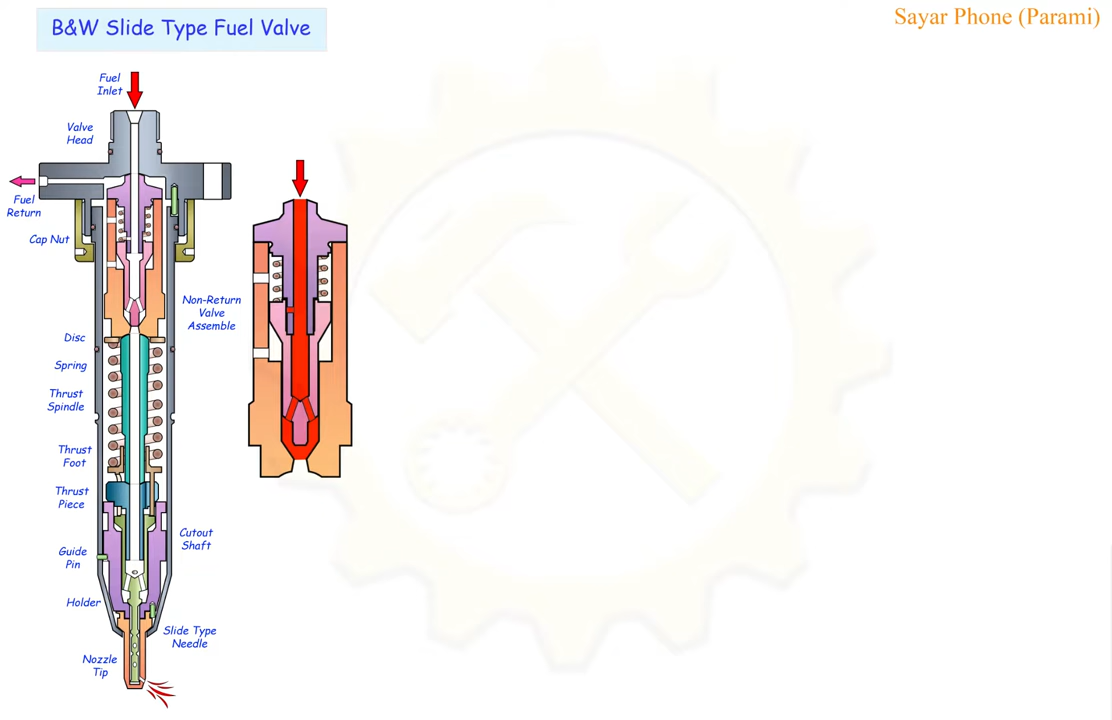 B&W Slide Type Fuel Valve
Sayar Phone (Parami)
Fuel
Inlet
Valve
Head
Fuel
Return
Cap Nut
Non-Return
Valve
Assemble
Disc
Spring
Thrust
Spindle
Thrust
Foot
Thrust
Piece
Cutout
Shaft
Guide
Pin
Holder
Slide Type
Needle
Nozzle
Tip